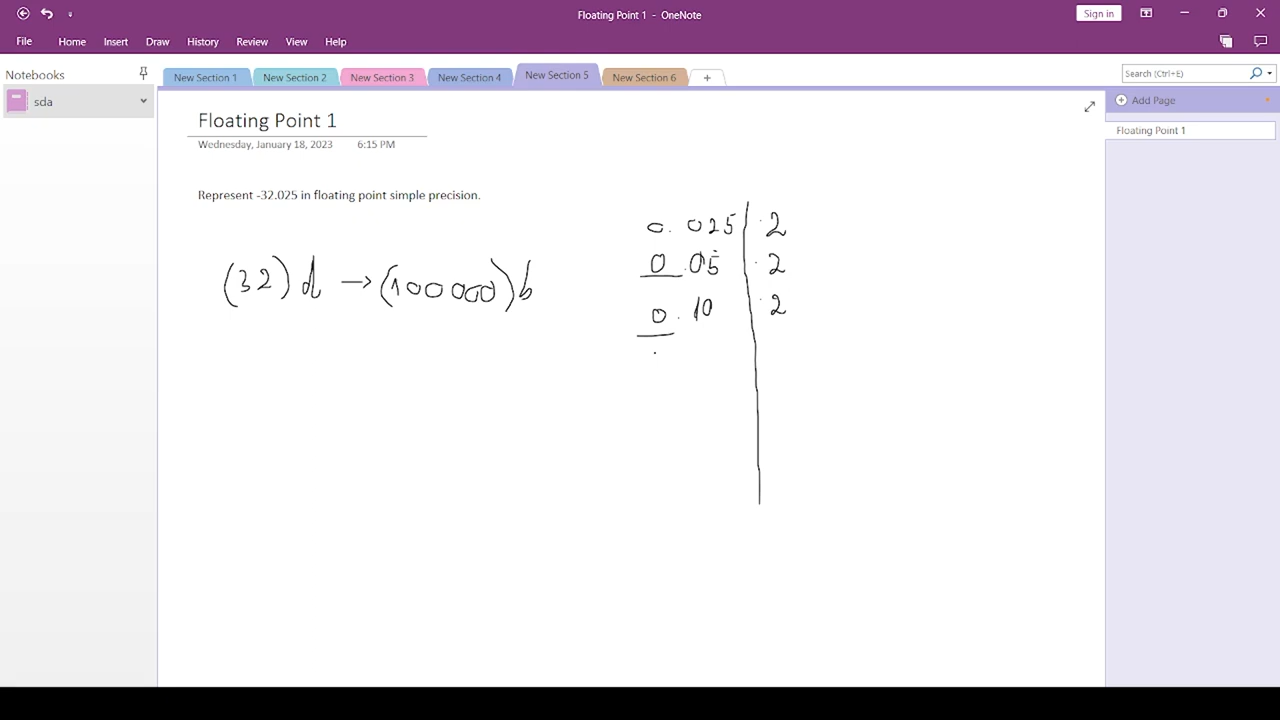 Floating Point 1 - OneNote
Sign in
File Home Insert Draw History Review View Help
Notebooks
New Section 1 New Section 2 New Section 3 New Section 4 New Section 5 New Section 6 +
Search (Ctrl+E)
sda
Add Page
Floating Point 1
Floating Point 1
Wednesday, January 18, 2023 6:15 PM
Represent -32.025 in floating point simple precision.
0.025 | ·2
0.05 | ·2
(32)d → (100000)b
0.10 | ·2